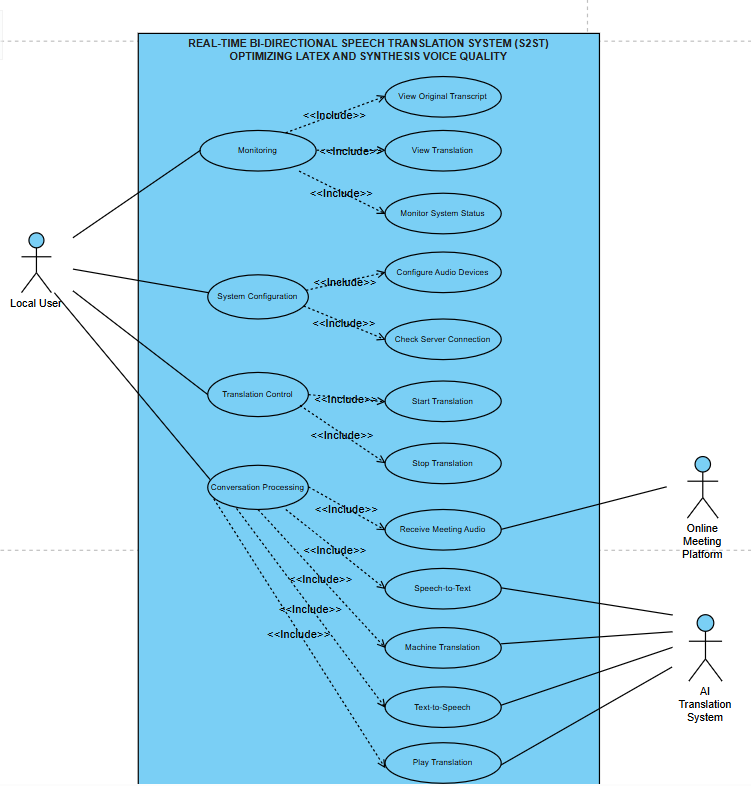 REAL-TIME BI-DIRECTIONAL SPEECH TRANSLATION SYSTEM (S2ST)
OPTIMIZING LATEX AND SYNTHESIS VOICE QUALITY
View Original Transcript
<<Include>>
Monitoring
<<Include>>
View Translation
<<Include>>
Monitor System Status
Local User
Configure Audio Devices
<<Include>>
System Configuration
<<Include>>
Check Server Connection
Translation Control
<<Include>>
Start Translation
<<Include>>
Stop Translation
Conversation Processing
<<Include>>
Receive Meeting Audio
Online
Meeting
Platform
<<Include>>
Speech-to-Text
<<Include>>
Machine Translation
<<Include>>
Text-to-Speech
<<Include>>
Play Translation
AI
Translation
System